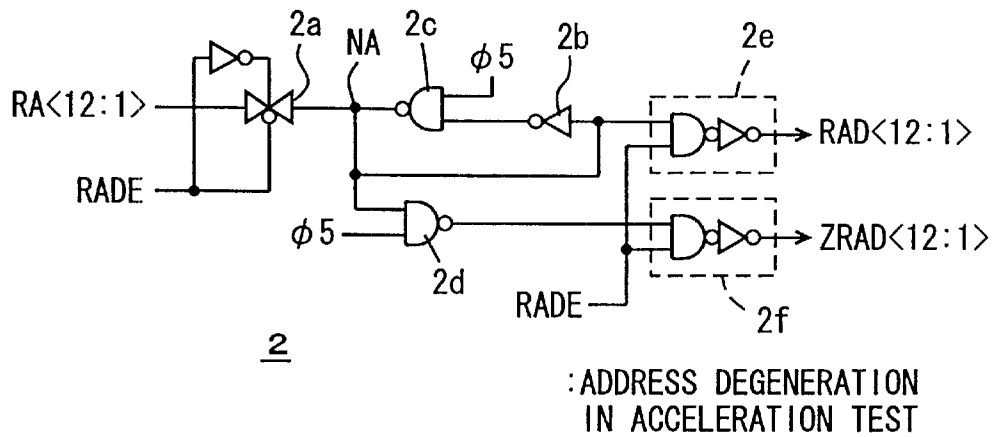 2a
NA
2c
φ5
2b
2e
RA<12:1>
RAD<12:1>
RADE
φ5
2d
ZRAD<12:1>
RADE
2f
2
:ADDRESS DEGENERATION
IN ACCELERATION TEST